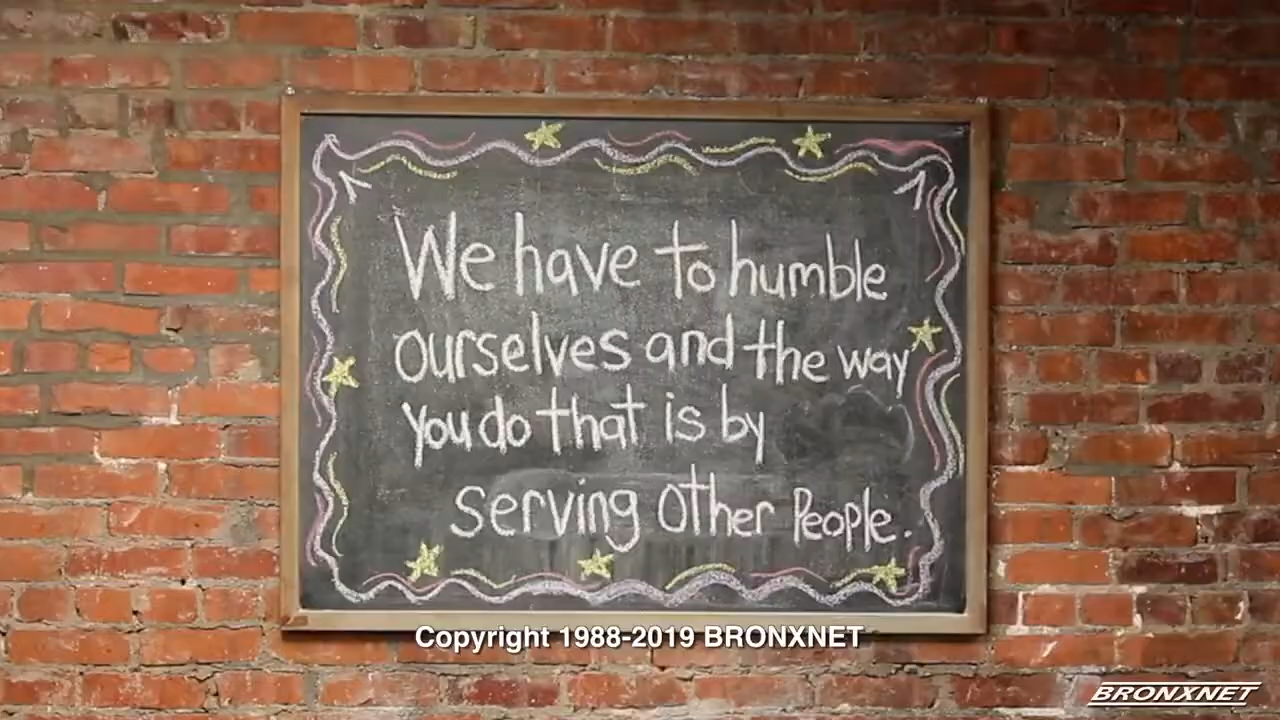 We have to humble
ourselves and the way
you do that is by
serving other People.
Copyright 1988-2019 BRONXNET
BRONXNET